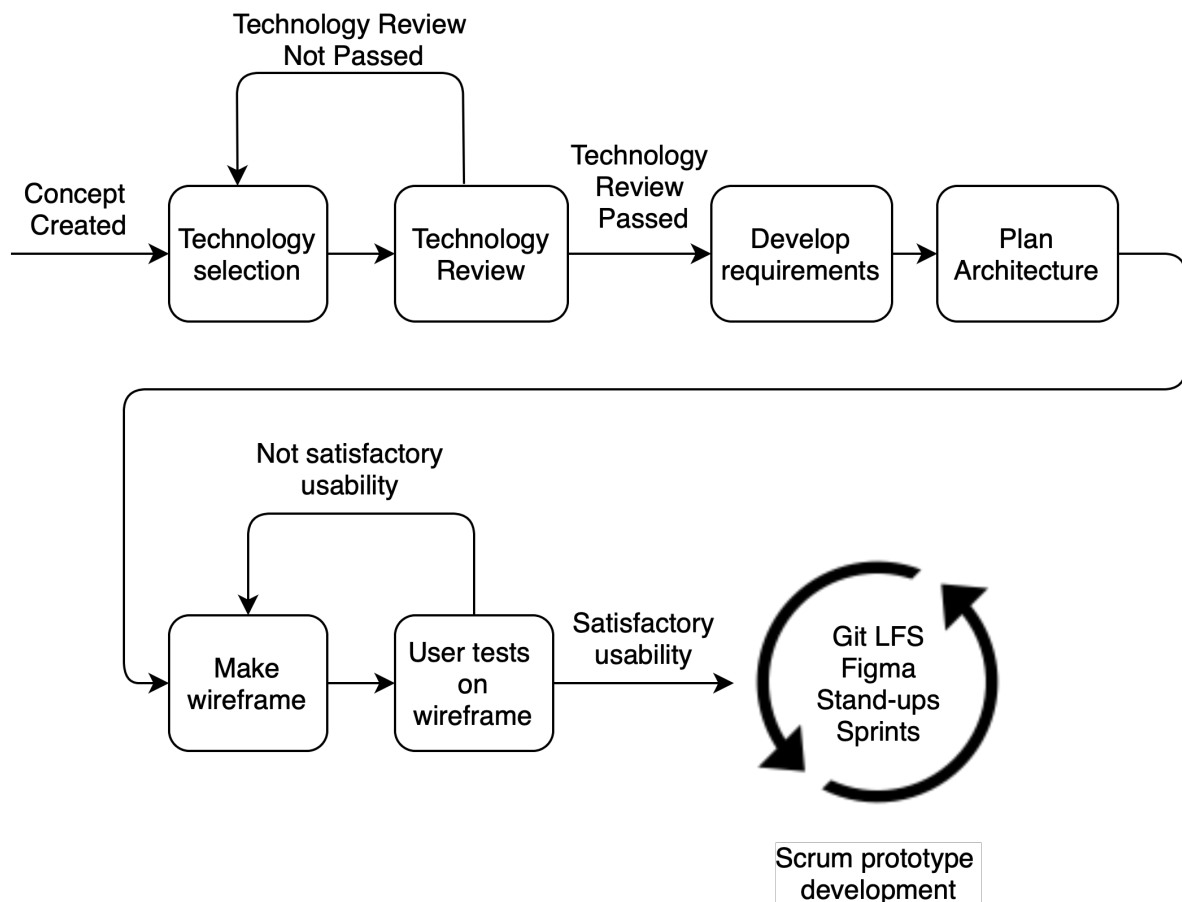 Technology Review
Not Passed
Concept
Created
Technology
selection
Technology
Review
Technology
Review
Passed
Develop
requirements
Plan
Architecture
Not satisfactory
usability
Make
wireframe
User tests
on
wireframe
Satisfactory
usability
Git LFS
Figma
Stand-ups
Sprints
Scrum prototype
development